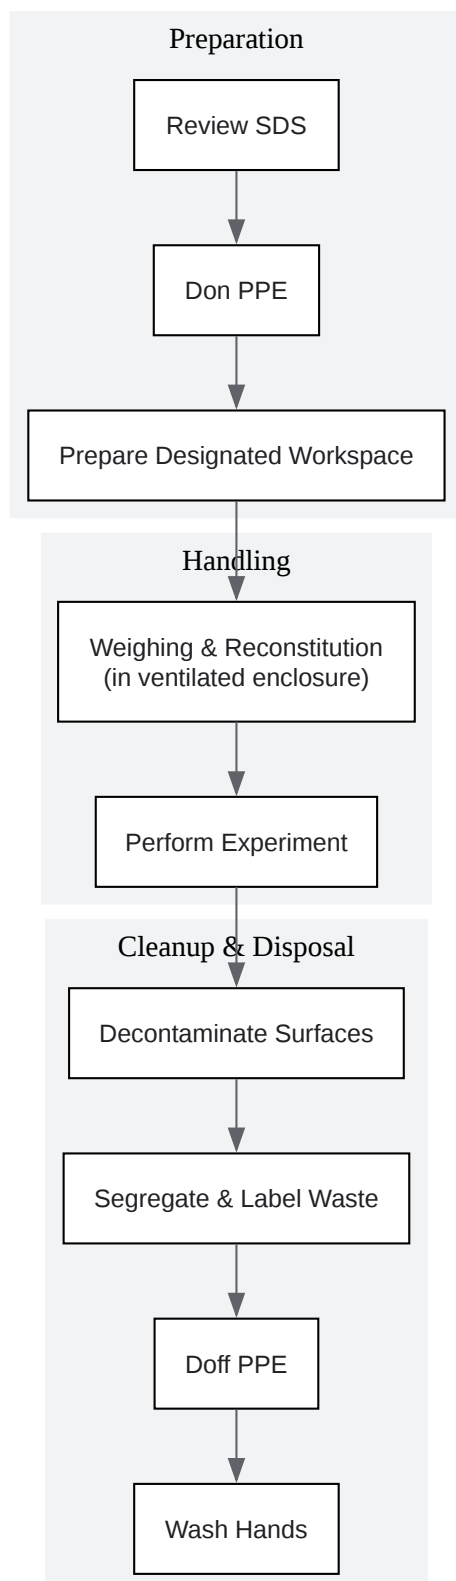 Preparation
Review SDS
Don PPE
Prepare Designated Workspace
Handling
Weighing & Reconstitution
(in ventilated enclosure)
Perform Experiment
Cleanup & Disposal
Decontaminate Surfaces
Segregate & Label Waste
Doff PPE
Wash Hands